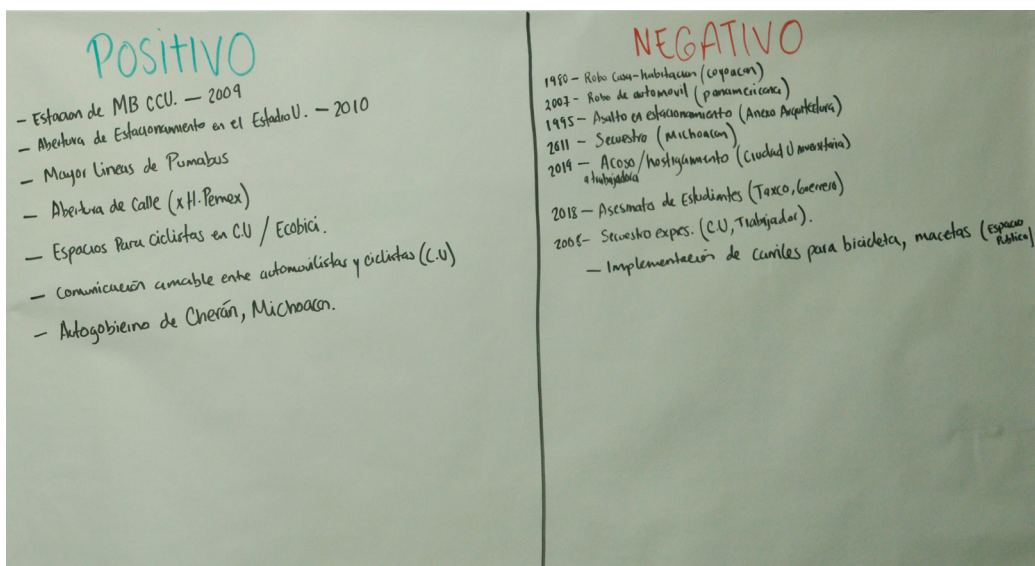 POSITIVO
- Estacion de MB CCU. — 2009
- Abertura de Estacionamiento en el Estadio U. — 2010
- Mayor Lineas de Pumabus
- Abertura de Calle (x H. Pemex)
- Espacios Para ciclistas en C.U / Ecobici.
- Comunicación amable entre automovilistas y ciclistas (C.U)
- Autogobierno de Cherán, Michoacan.
NEGATIVO
1980 - Robo Casa-habitacion (coyoacan)
2007 - Robo de automovil (panamericana)
1995 - Asalto en estacionamiento (Anexo Arquitectura)
2011 - Secuestro (Michoacan)
2019 - Acoso/hostigamiento (Ciudad Universitaria)
a trabajadora
2018 - Asesinato de Estudiantes (Taxco, Guerrero)
2008 - Secuestro expres. (C.U, Trabajador).
- Implementación de carriles para bicicleta, macetas (Espacio Público)